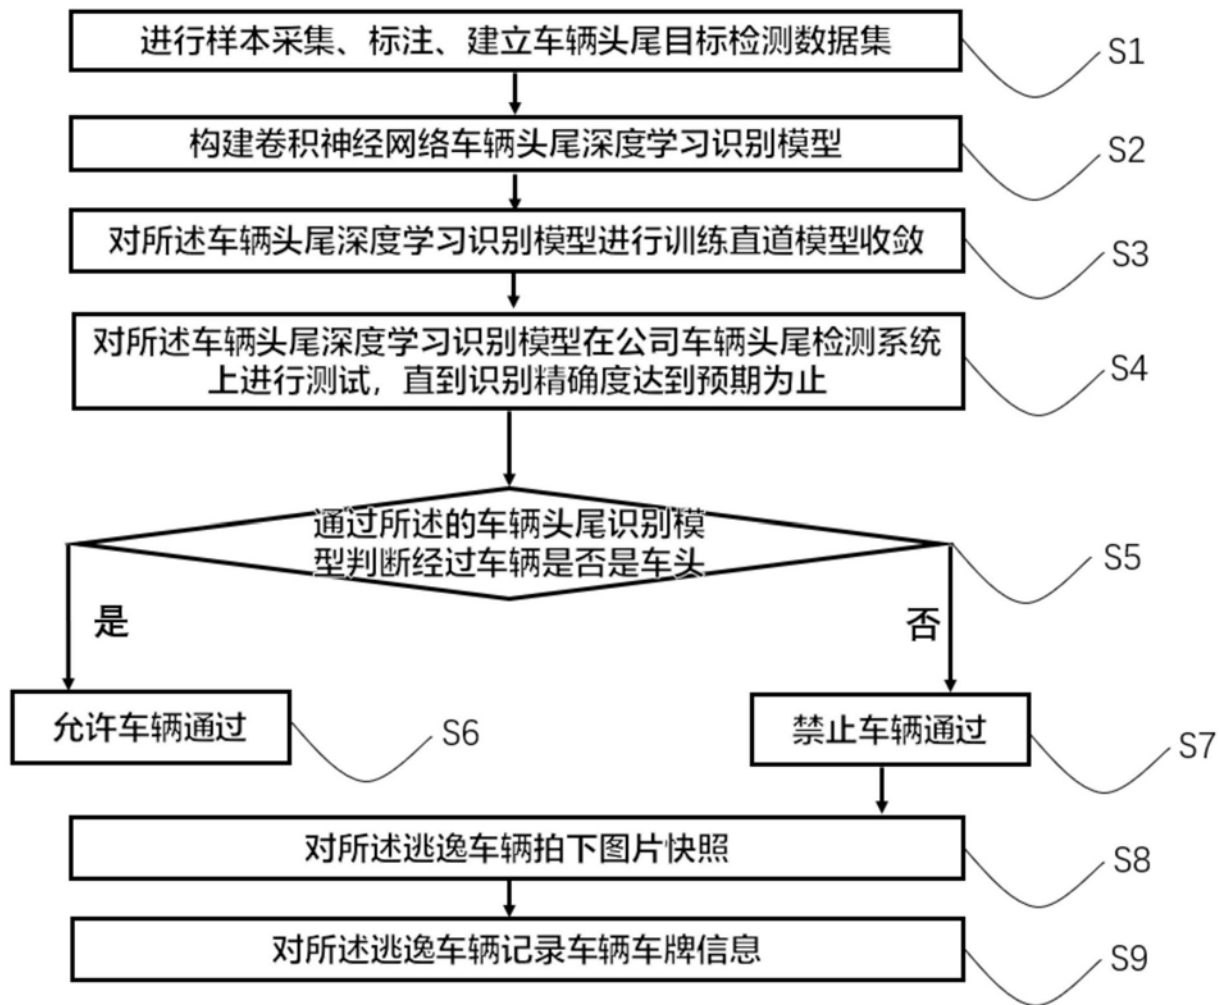 进行样本采集、标注、建立车辆头尾目标检测数据集
S1
构建卷积神经网络车辆头尾深度学习识别模型
S2
对所述车辆头尾深度学习识别模型进行训练直道模型收敛
S3
对所述车辆头尾深度学习识别模型在公司车辆头尾检测系统
上进行测试，直到识别精确度达到预期为止
S4
通过所述的车辆头尾识别模
型判断经过车辆是否是车头
S5
是
否
允许车辆通过
S6
禁止车辆通过
S7
对所述逃逸车辆拍下图片快照
S8
对所述逃逸车辆记录车辆车牌信息
S9